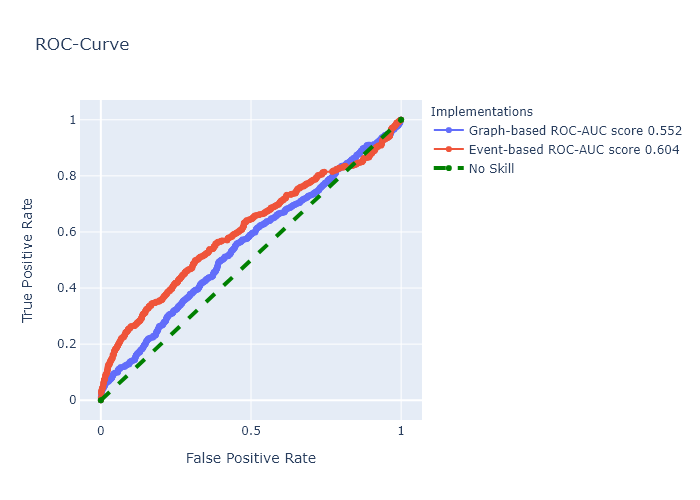 ROC-Curve
Implementations
Graph-based ROC-AUC score 0.552
Event-based ROC-AUC score 0.604
No Skill
True Positive Rate
1
0.8
0.6
0.4
0.2
0
0
0.5
1
False Positive Rate